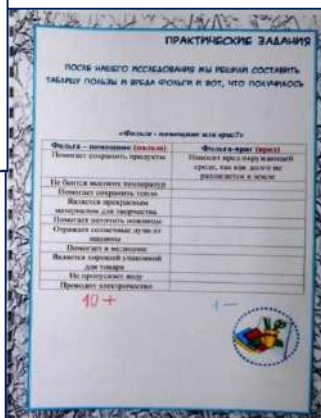 ПРАКТИЧЕСКИЕ ЗАДАНИЯ
ПОСЛЕ НАШЕГО ИССЛЕДОВАНИЯ МЫ РЕШИЛИ СОСТАВИТЬ
ТАБЛИЦУ ПОЛЬЗЫ И ВРЕДА ФОЛЬГИ И ВОТ, ЧТО ПОЛУЧИЛОСЬ
«Фольга - помощник или враг?»
Фольга – помощник (польза)
Фольга-враг (вред)
Помогает сохранить продукты
Наносит вред окружающей
среде, так как долго не
разлагается в земле
Не боится высоких температур
Помогает сохранить тепло
Является прекрасным
материалом для творчества
Помогает наточить ножницы
Отражает солнечные лучи от
машины
Помогает в медицине
Является хорошей упаковкой
для товара
Не пропускает воду
Проводит электричество
10 +
1 –